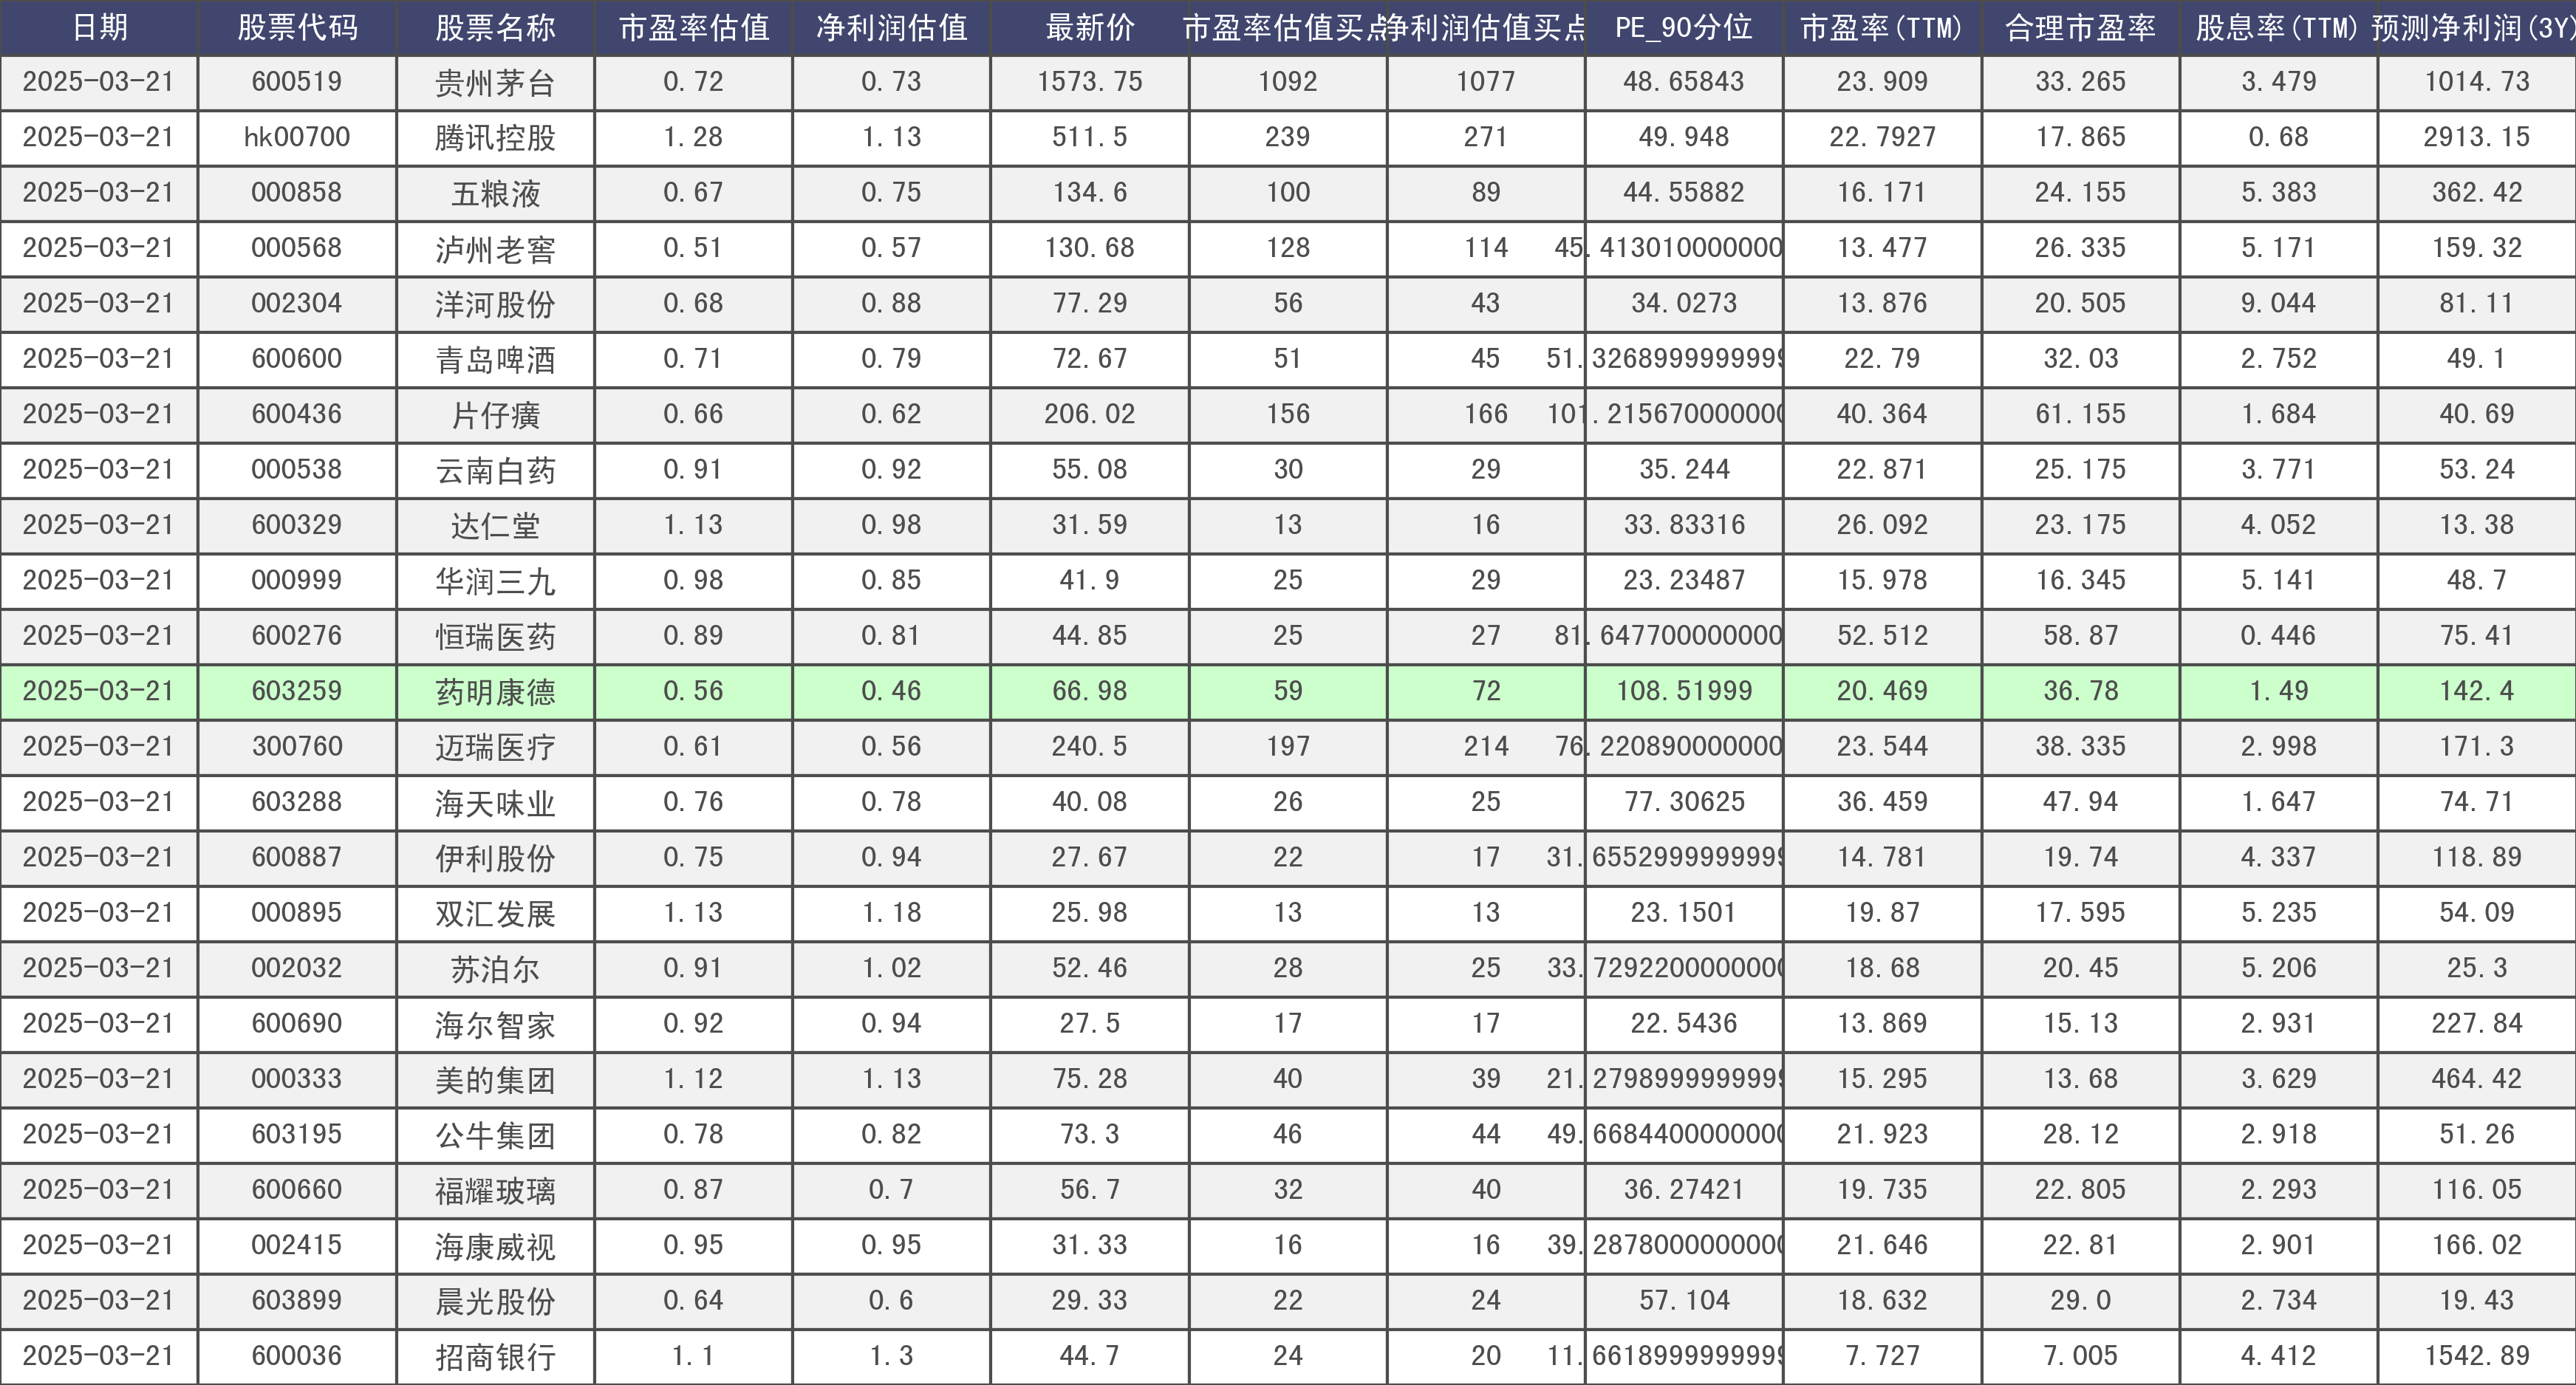 日期 股票代码 股票名称 市盈率估值 净利润估值 最新价 市盈率估值买点 净利润估值买点 PE_90分位 市盈率(TTM) 合理市盈率 股息率(TTM) 预测净利润(3Y)
2025-03-21 600519 贵州茅台 0.72 0.73 1573.75 1092 1077 48.65843 23.909 33.265 3.479 1014.73
2025-03-21 hk00700 腾讯控股 1.28 1.13 511.5 239 271 49.948 22.7927 17.865 0.68 2913.15
2025-03-21 000858 五粮液 0.67 0.75 134.6 100 89 44.55882 16.171 24.155 5.383 362.42
2025-03-21 000568 泸州老窖 0.51 0.57 130.68 128 114 45.413010000000 13.477 26.335 5.171 159.32
2025-03-21 002304 洋河股份 0.68 0.88 77.29 56 43 34.0273 13.876 20.505 9.044 81.11
2025-03-21 600600 青岛啤酒 0.71 0.79 72.67 51 45 51.3268999999999 22.79 32.03 2.752 49.1
2025-03-21 600436 片仔癀 0.66 0.62 206.02 156 166 101.215670000000 40.364 61.155 1.684 40.69
2025-03-21 000538 云南白药 0.91 0.92 55.08 30 29 35.244 22.871 25.175 3.771 53.24
2025-03-21 600329 达仁堂 1.13 0.98 31.59 13 16 33.83316 26.092 23.175 4.052 13.38
2025-03-21 000999 华润三九 0.98 0.85 41.9 25 29 23.23487 15.978 16.345 5.141 48.7
2025-03-21 600276 恒瑞医药 0.89 0.81 44.85 25 27 81.647700000000 52.512 58.87 0.446 75.41
2025-03-21 603259 药明康德 0.56 0.46 66.98 59 72 108.51999 20.469 36.78 1.49 142.4
2025-03-21 300760 迈瑞医疗 0.61 0.56 240.5 197 214 76.220890000000 23.544 38.335 2.998 171.3
2025-03-21 603288 海天味业 0.76 0.78 40.08 26 25 77.30625 36.459 47.94 1.647 74.71
2025-03-21 600887 伊利股份 0.75 0.94 27.67 22 17 31.6552999999999 14.781 19.74 4.337 118.89
2025-03-21 000895 双汇发展 1.13 1.18 25.98 13 13 23.1501 19.87 17.595 5.235 54.09
2025-03-21 002032 苏泊尔 0.91 1.02 52.46 28 25 33.7292200000000 18.68 20.45 5.206 25.3
2025-03-21 600690 海尔智家 0.92 0.94 27.5 17 17 22.5436 13.869 15.13 2.931 227.84
2025-03-21 000333 美的集团 1.12 1.13 75.28 40 39 21.2798999999999 15.295 13.68 3.629 464.42
2025-03-21 603195 公牛集团 0.78 0.82 73.3 46 44 49.6684400000000 21.923 28.12 2.918 51.26
2025-03-21 600660 福耀玻璃 0.87 0.7 56.7 32 40 36.27421 19.735 22.805 2.293 116.05
2025-03-21 002415 海康威视 0.95 0.95 31.33 16 16 39.2878000000000 21.646 22.81 2.901 166.02
2025-03-21 603899 晨光股份 0.64 0.6 29.33 22 24 57.104 18.632 29.0 2.734 19.43
2025-03-21 600036 招商银行 1.1 1.3 44.7 24 20 11.6618999999999 7.727 7.005 4.412 1542.89